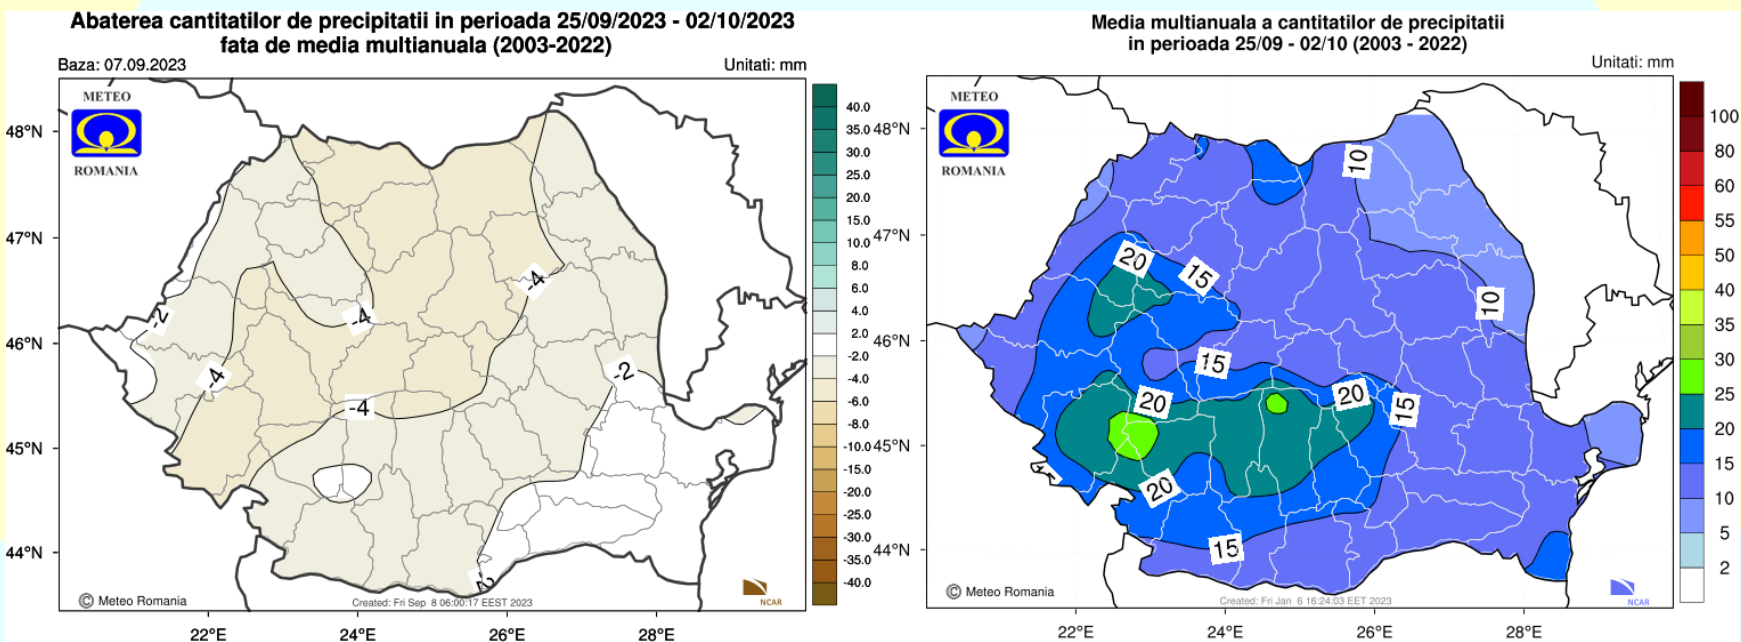 Abaterea cantitatilor de precipitatii in perioada 25/09/2023 - 02/10/2023
fata de media multianuala (2003-2022)
Baza: 07.09.2023
Unitati: mm
METEO
ROMANIA
48°N
47°N
46°N
45°N
44°N
22°E
24°E
26°E
28°E
-2
-4
-4
-4
-4
-2
40.0
35.0
30.0
25.0
20.0
15.0
10.0
8.0
6.0
4.0
2.0
-2.0
-4.0
-6.0
-8.0
-10.0
-15.0
-20.0
-25.0
-30.0
-35.0
-40.0
© Meteo Romania
Created: Fri Sep 8 06:00:17 EEST 2023
NCAR
Media multianuala a cantitatilor de precipitatii
in perioada 25/09 - 02/10 (2003 - 2022)
Unitati: mm
METEO
ROMANIA
48°N
47°N
46°N
45°N
44°N
22°E
24°E
26°E
28°E
10
20
15
10
15
20
20
15
20
15
100
80
60
55
50
40
35
30
25
20
15
10
5
2
© Meteo Romania
Created: Fri Jan 6 16:24:03 EET 2023
NCAR